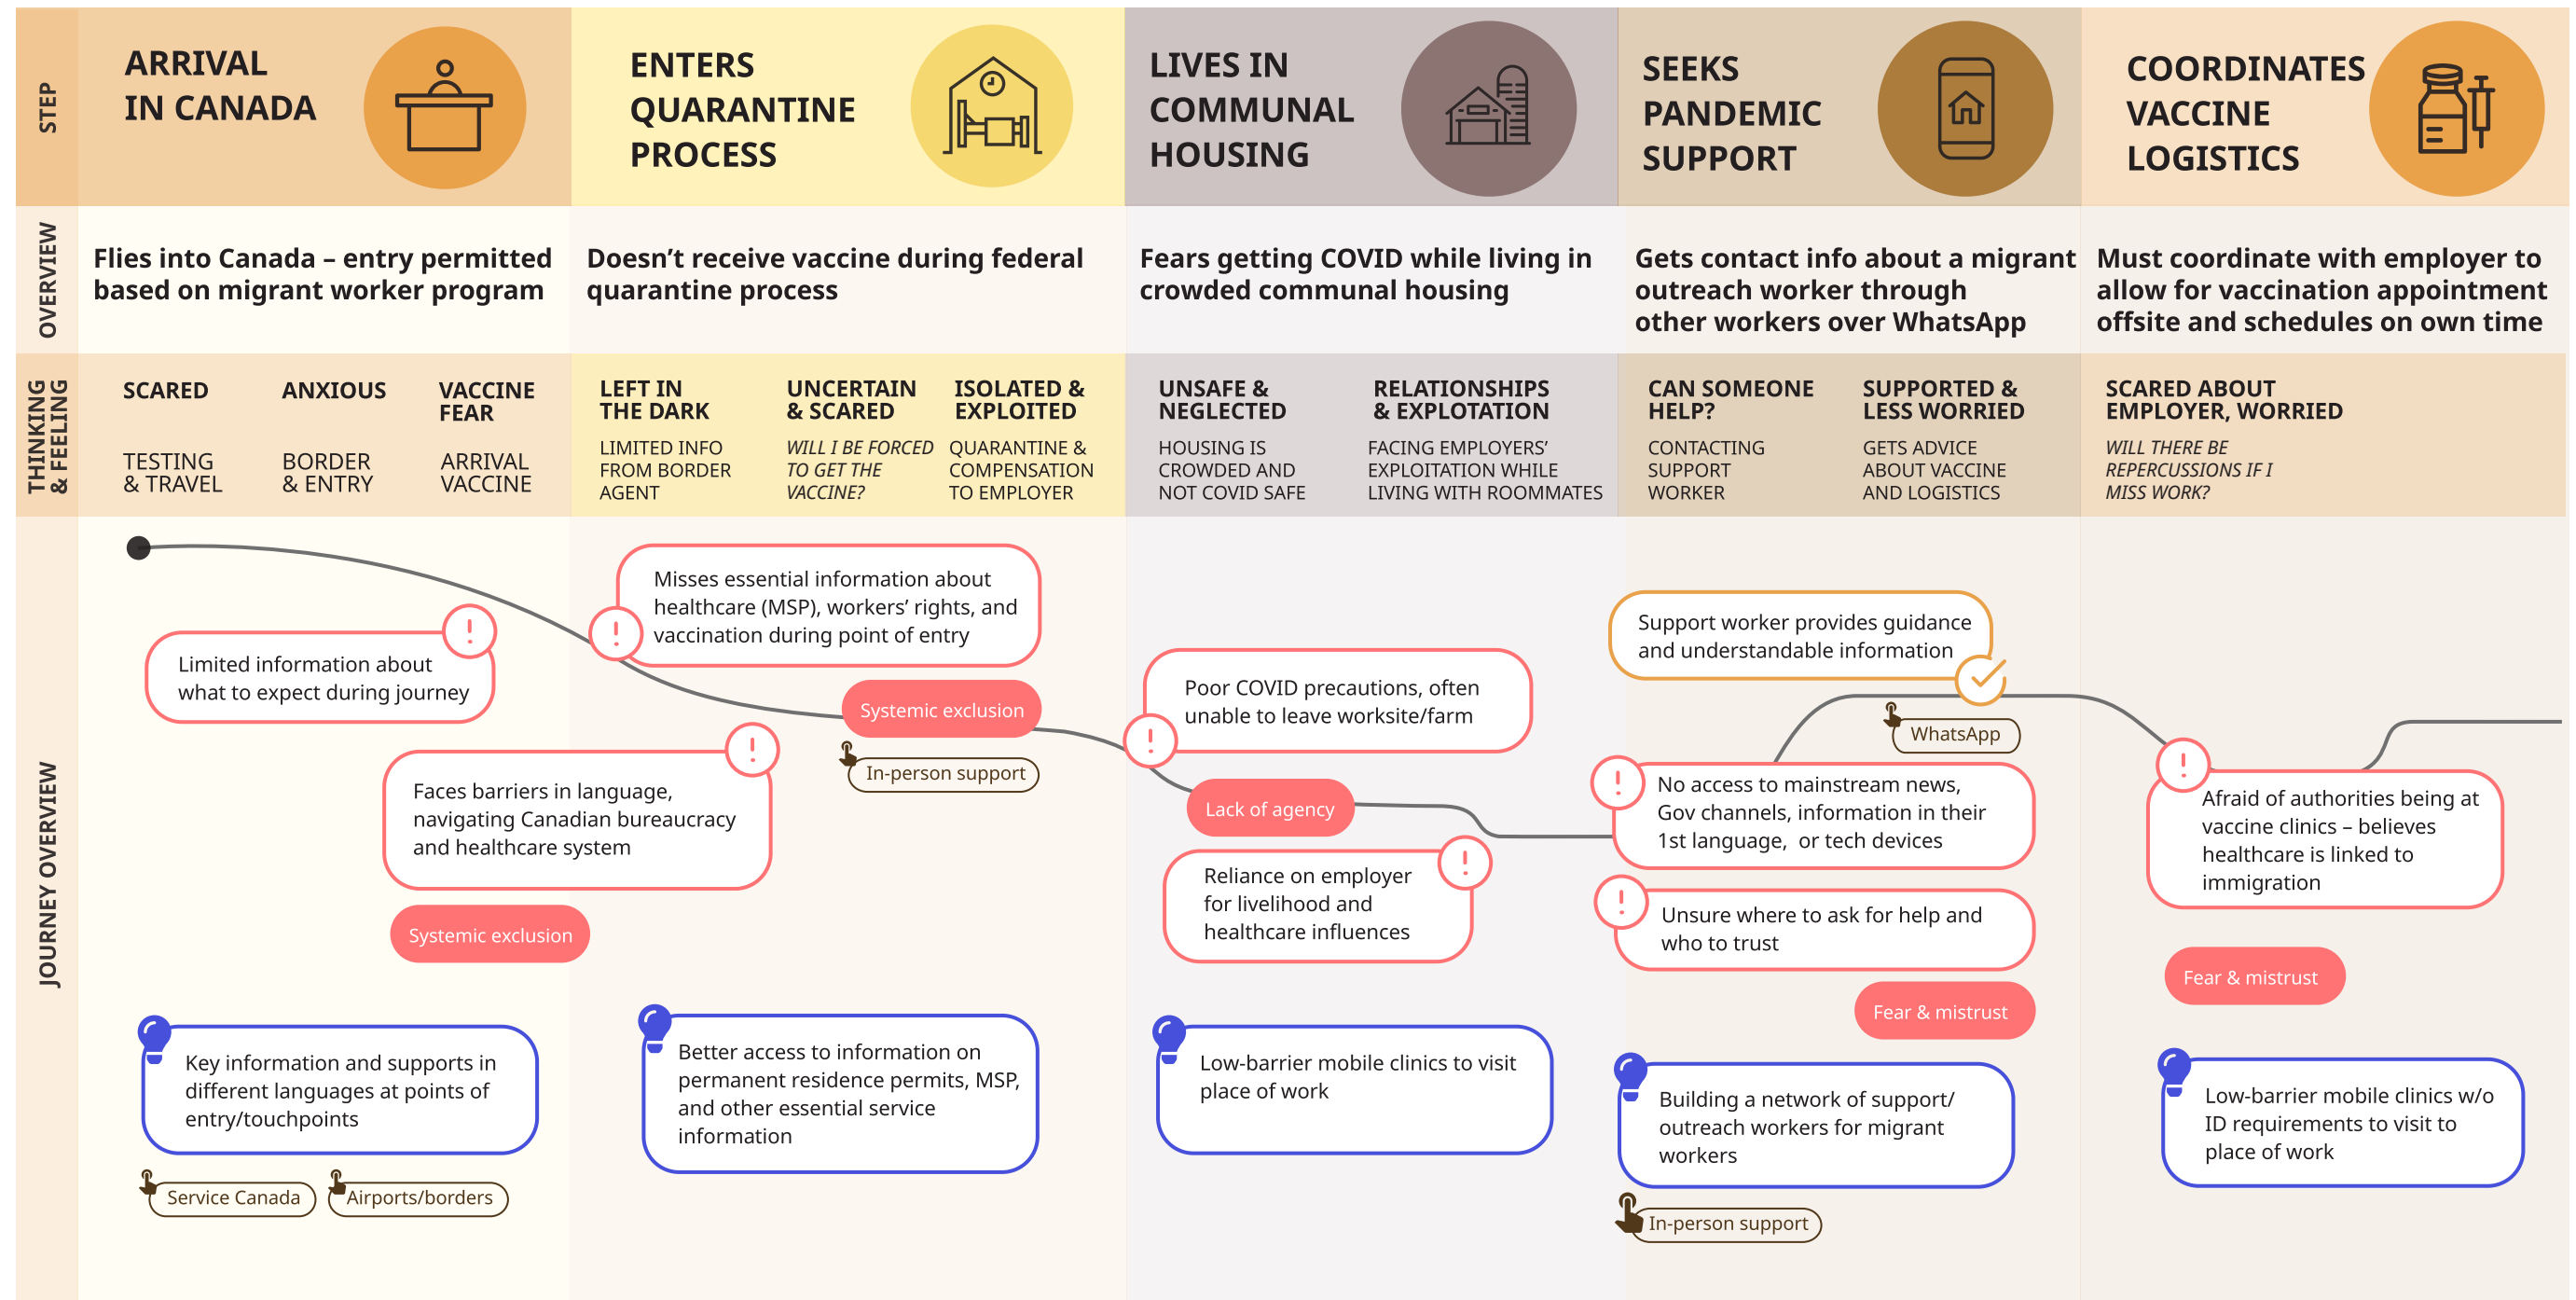 STEP
ARRIVAL
IN CANADA
ENTERS
QUARANTINE
PROCESS
LIVES IN
COMMUNAL
HOUSING
SEEKS
PANDEMIC
SUPPORT
COORDINATES
VACCINE
LOGISTICS
OVERVIEW
Flies into Canada – entry permitted
based on migrant worker program
Doesn’t receive vaccine during federal
quarantine process
Fears getting COVID while living in
crowded communal housing
Gets contact info about a migrant
outreach worker through
other workers over WhatsApp
Must coordinate with employer to
allow for vaccination appointment
offsite and schedules on own time
THINKING
& FEELING
SCARED
TESTING
& TRAVEL
ANXIOUS
BORDER
& ENTRY
VACCINE
FEAR
ARRIVAL
VACCINE
LEFT IN
THE DARK
LIMITED INFO
FROM BORDER
AGENT
UNCERTAIN
& SCARED
WILL I BE FORCED
TO GET THE
VACCINE?
ISOLATED &
EXPLOITED
QUARANTINE &
COMPENSATION
TO EMPLOYER
UNSAFE &
NEGLECTED
HOUSING IS
CROWDED AND
NOT COVID SAFE
RELATIONSHIPS
& EXPLOTATION
FACING EMPLOYERS’
EXPLOITATION WHILE
LIVING WITH ROOMMATES
CAN SOMEONE
HELP?
CONTACTING
SUPPORT
WORKER
SUPPORTED &
LESS WORRIED
GETS ADVICE
ABOUT VACCINE
AND LOGISTICS
SCARED ABOUT
EMPLOYER, WORRIED
WILL THERE BE
REPERCUSSIONS IF I
MISS WORK?
JOURNEY OVERVIEW
Limited information about
what to expect during journey
Faces barriers in language,
navigating Canadian bureaucracy
and healthcare system
Systemic exclusion
Key information and supports in
different languages at points of
entry/touchpoints
Service Canada
Airports/borders
Misses essential information about
healthcare (MSP), workers’ rights, and
vaccination during point of entry
Systemic exclusion
In-person support
Better access to information on
permanent residence permits, MSP,
and other essential service
information
Poor COVID precautions, often
unable to leave worksite/farm
Lack of agency
Reliance on employer
for livelihood and
healthcare influences
Low-barrier mobile clinics to visit
place of work
Support worker provides guidance
and understandable information
WhatsApp
No access to mainstream news,
Gov channels, information in their
1st language, or tech devices
Unsure where to ask for help and
who to trust
Fear & mistrust
Building a network of support/
outreach workers for migrant
workers
In-person support
Afraid of authorities being at
vaccine clinics – believes
healthcare is linked to
immigration
Fear & mistrust
Low-barrier mobile clinics w/o
ID requirements to visit to
place of work